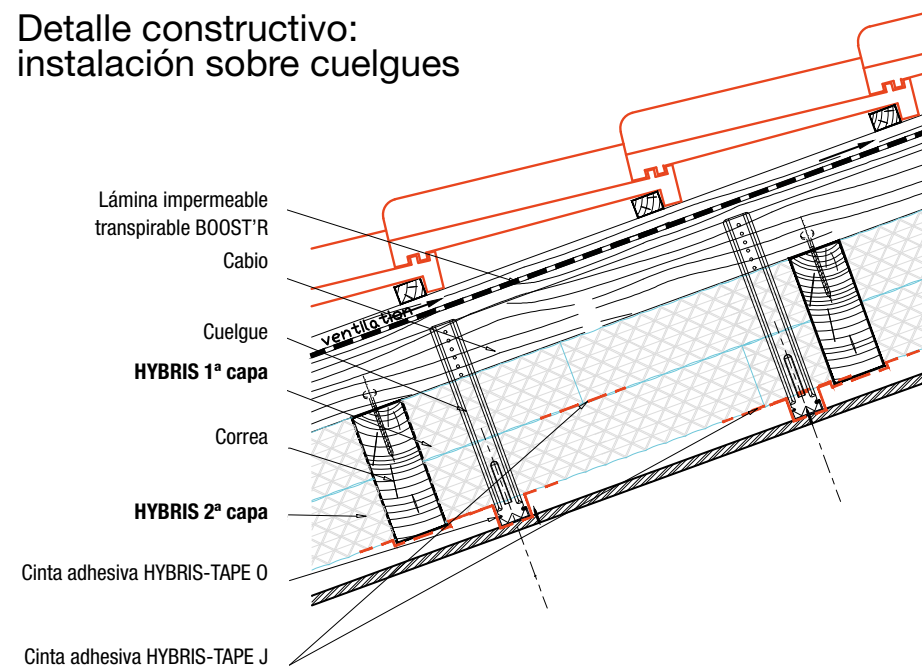 Detalle constructivo:
instalación sobre cuelgues
Lámina impermeable
transpirable BOOST'R
Cabio
Cuelgue
HYBRIS 1ª capa
Correa
HYBRIS 2ª capa
Cinta adhesiva HYBRIS-TAPE O
Cinta adhesiva HYBRIS-TAPE J
ventilation